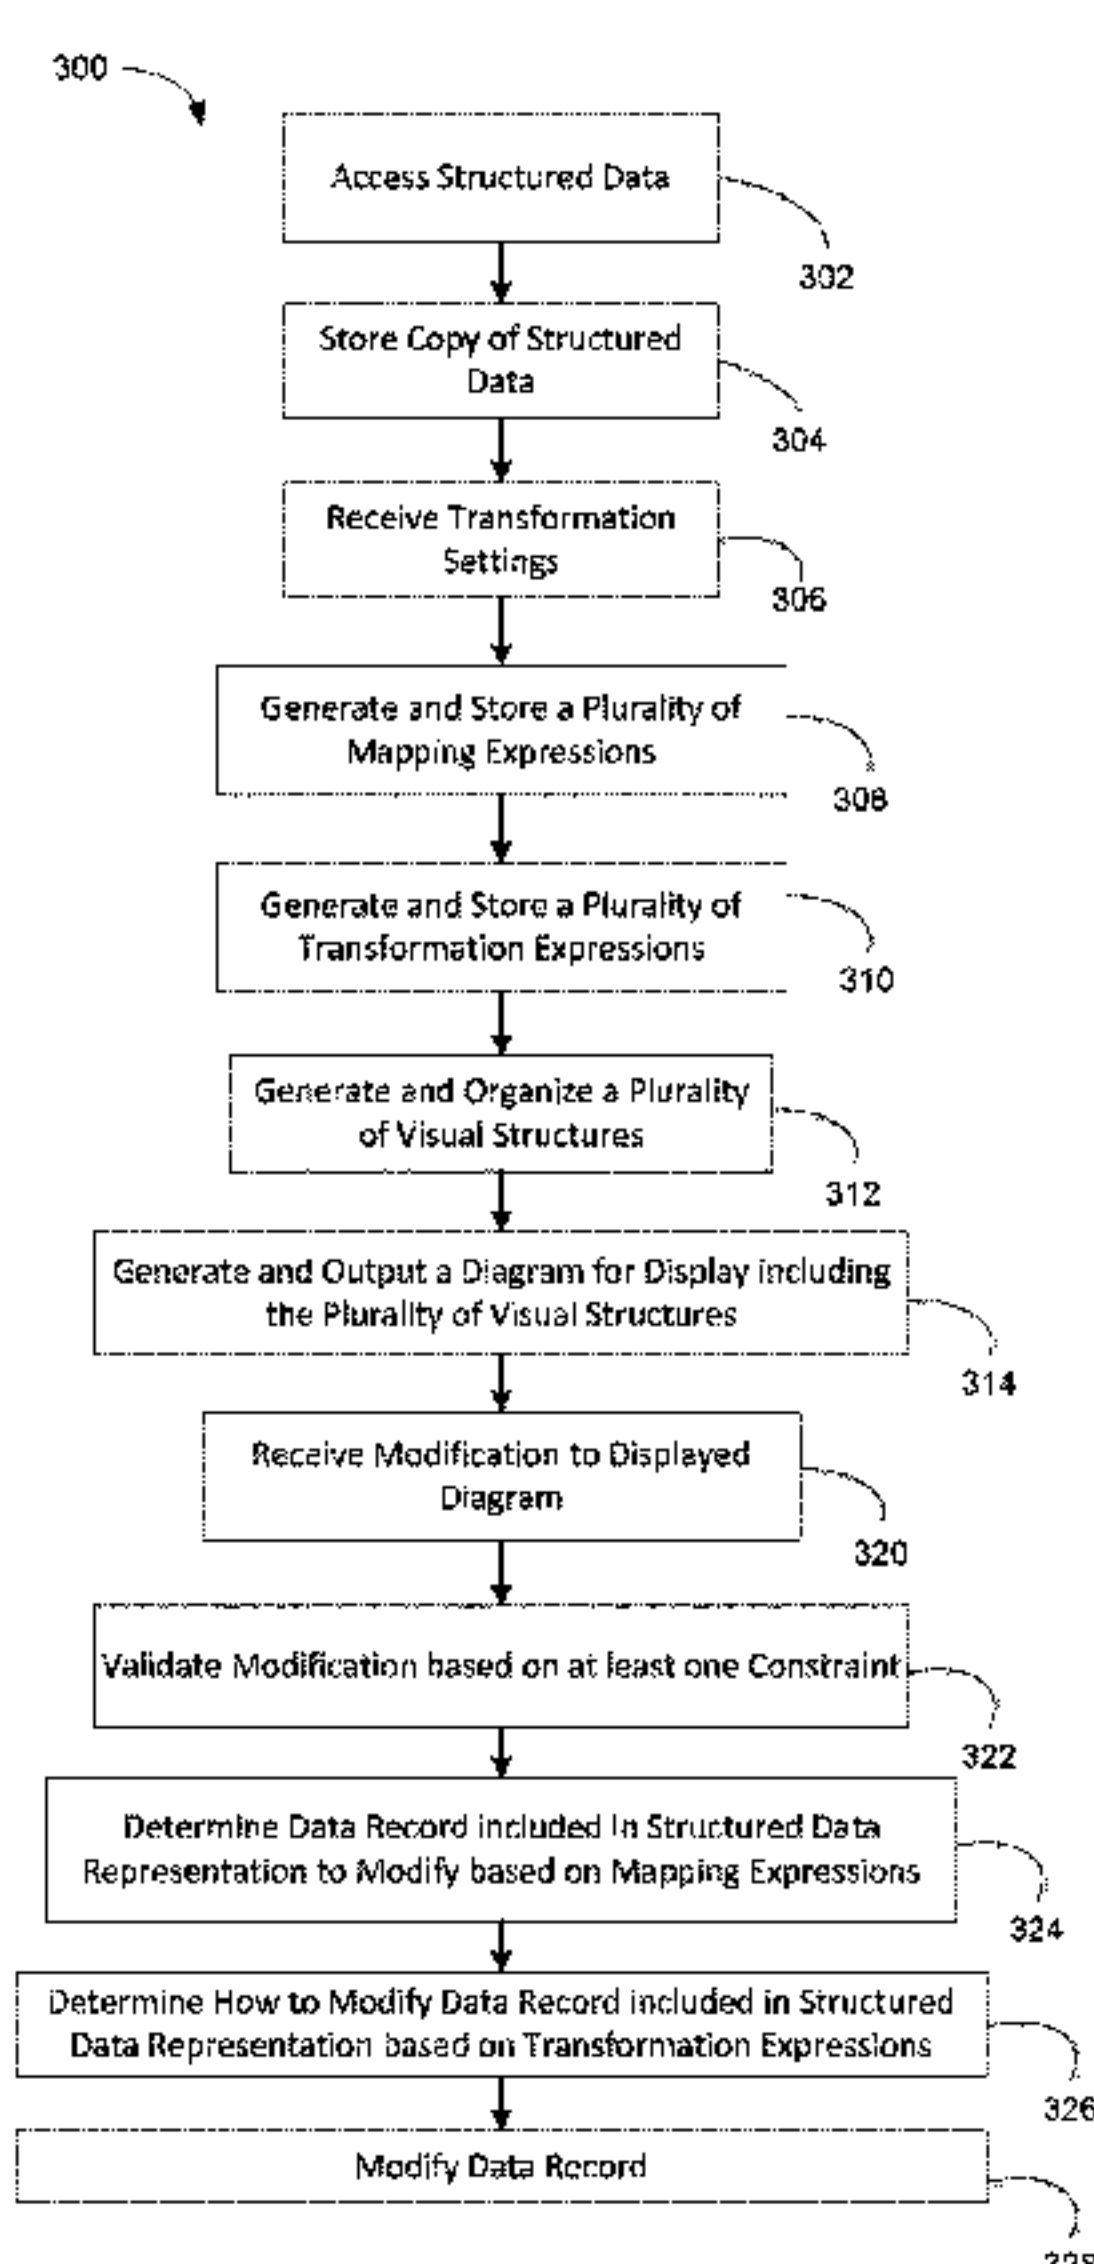 300
Access Structured Data
302
Store Copy of Structured
Data
304
Receive Transformation
Settings
306
Generate and Store a Plurality of
Mapping Expressions
308
Generate and Store a Plurality of
Transformation Expressions
310
Generate and Organize a Plurality
of Visual Structures
312
Generate and Output a Diagram for Display including
the Plurality of Visual Structures
314
Receive Modification to Displayed
Diagram
320
Validate Modification based on at least one Constraint
322
Determine Data Record included In Structured Data
Representation to Modify based on Mapping Expressions
324
Determine How to Modify Data Record included in Structured
Data Representation based on Transformation Expressions
326
Modify Data Record